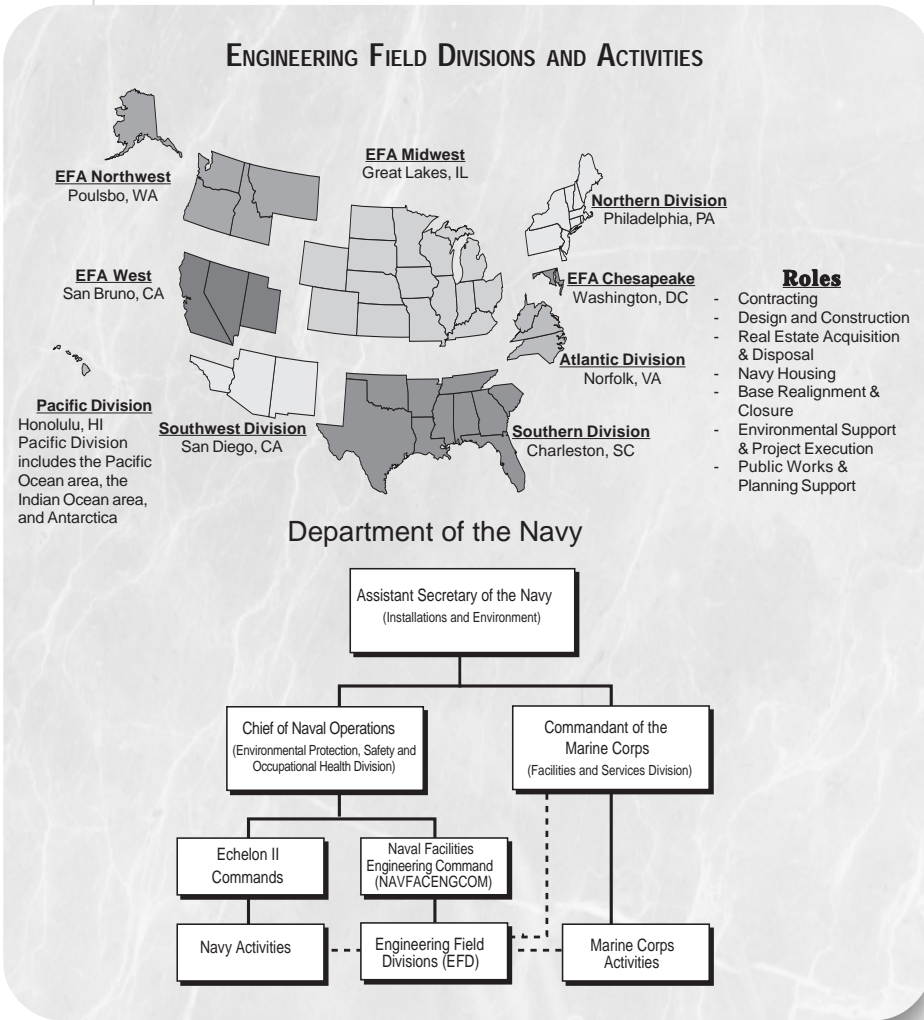 ENGINEERING FIELD DIVISIONS AND ACTIVITIES
EFA Northwest
Poulsbo, WA
EFA Midwest
Great Lakes, IL
Northern Division
Philadelphia, PA
EFA West
San Bruno, CA
EFA Chesapeake
Washington, DC
Atlantic Division
Norfolk, VA
Pacific Division
Honolulu, HI
Pacific Division
includes the Pacific
Ocean area, the
Indian Ocean area,
and Antarctica
Southwest Division
San Diego, CA
Southern Division
Charleston, SC
Roles
- Contracting
- Design and Construction
- Real Estate Acquisition
& Disposal
- Navy Housing
- Base Realignment &
Closure
- Environmental Support
& Project Execution
- Public Works &
Planning Support
Department of the Navy
Assistant Secretary of the Navy
(Installations and Environment)
Chief of Naval Operations
(Environmental Protection, Safety and
Occupational Health Division)
Commandant of the
Marine Corps
(Facilities and Services Division)
Echelon II
Commands
Naval Facilities
Engineering Command
(NAVFACENGCOM)
Navy Activities
Engineering Field
Divisions (EFD)
Marine Corps
Activities